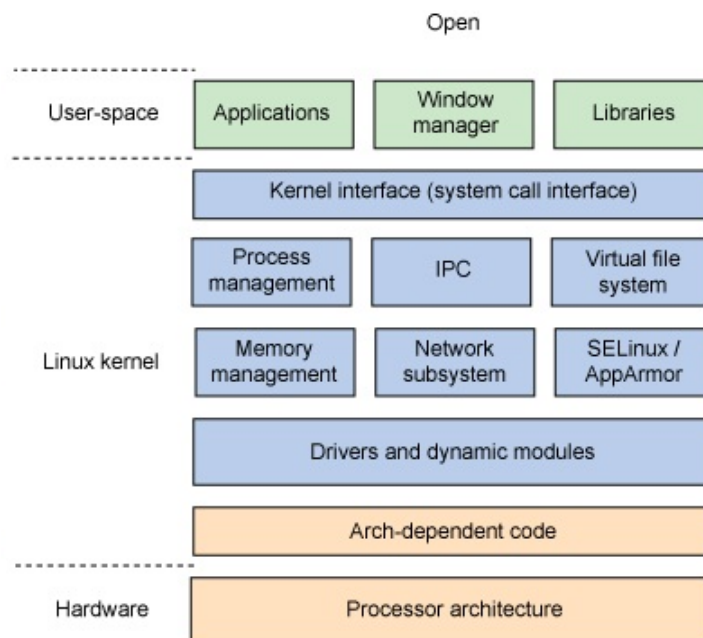 Open
User-space
Applications
Window
manager
Libraries
Kernel interface (system call interface)
Linux kernel
Process
management
IPC
Virtual file
system
Memory
management
Network
subsystem
SELinux /
AppArmor
Drivers and dynamic modules
Arch-dependent code
Hardware
Processor architecture